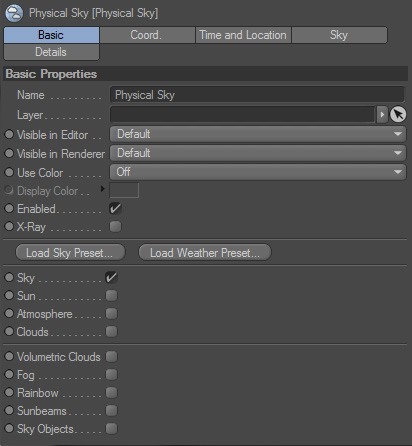 Physical Sky [Physical Sky]
Basic Coord. Time and Location Sky
Details
Basic Properties
Name . . . . . . . . . Physical Sky
Layer. . . . . . . . . .
Visible in Editor . . Default
Visible in Renderer Default
Use Color . . . . . . Off
Display Color . .
Enabled. . . . . . . .
X-Ray . . . . . . . . .
Load Sky Preset... Load Weather Preset...
Sky . . . . . . . . . . .
Sun . . . . . . . . . . .
Atmosphere . . . . .
Clouds. . . . . . . . .
Volumetric Clouds
Fog . . . . . . . . . . .
Rainbow . . . . . . .
Sunbeams. . . . . .
Sky Objects. . . . .